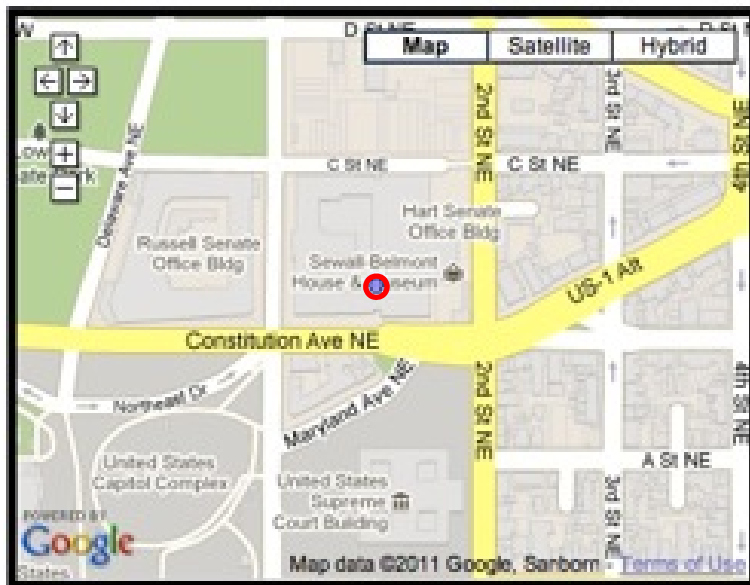 D St NE
Map
Satellite
Hybrid
2nd St NE
3rd St NE
4th St NE
C St NE
C St NE
Delaware Ave NE
Russell Senate
Office Bldg
Hart Senate
Office Bldg
Sewall-Belmont
House &
US-1 Alt
Constitution Ave NE
Northeast Dr
Maryland Ave NE
2nd St NE
4th St NE
United States
Capitol Complex
United States
Supreme
Court Building
A St NE
3rd St NE
POWERED BY
Google
States
Map data ©2011 Google, Sanborn - Terms of Use